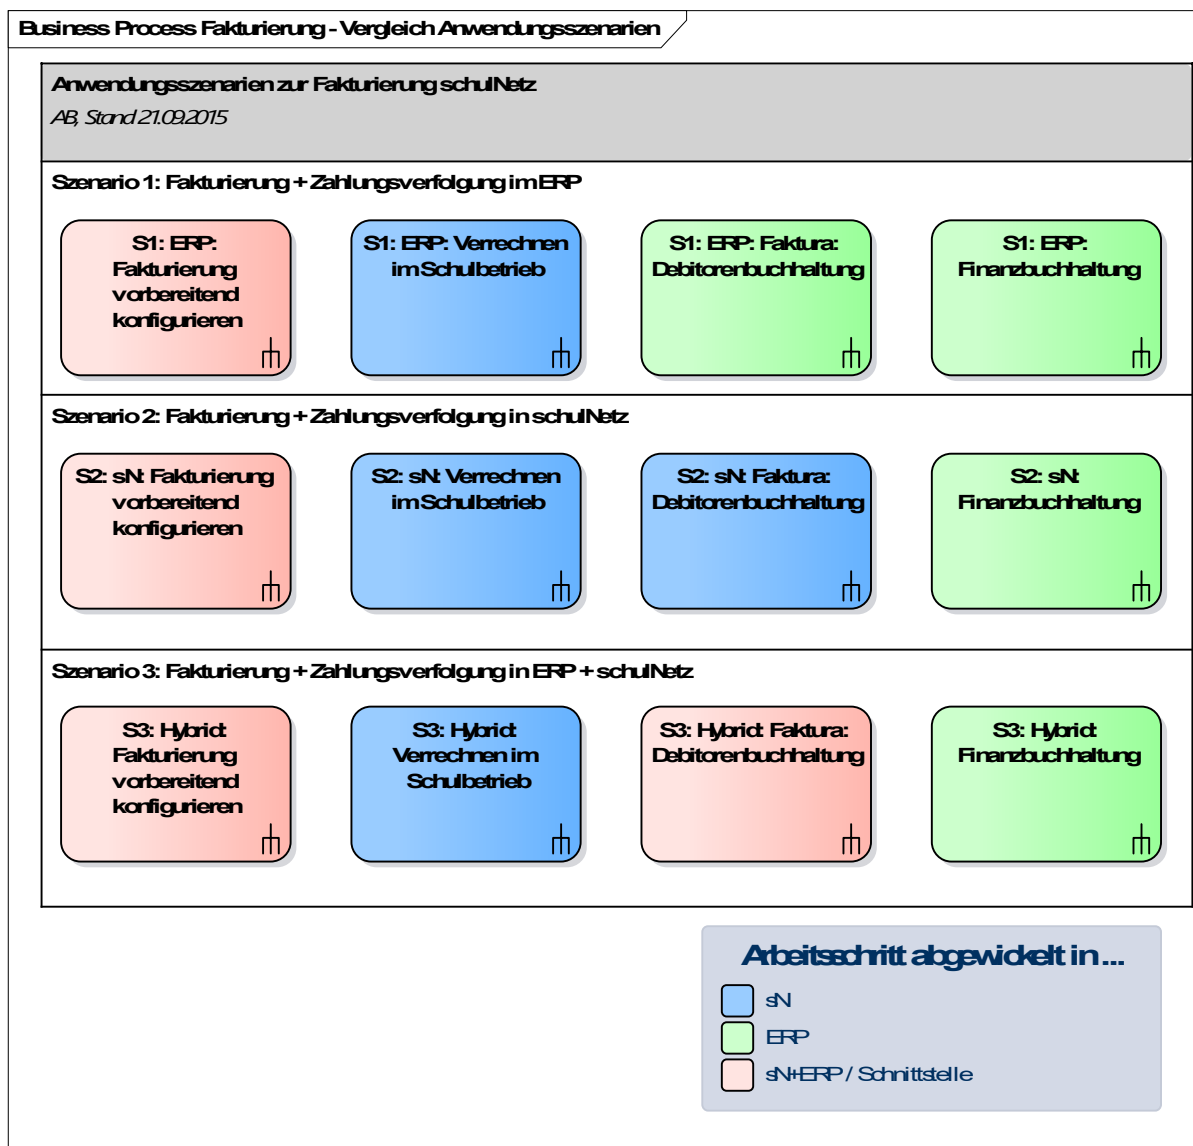 Business Process Fakturierung - Vergleich Anwendungsszenarien
Anwendungsszenarien zur Fakturierung schulNetz
AB, Stand 21.09.2015
Szenario 1: Fakturierung + Zahlungsverfolgung im ERP
S1: ERP:
Fakturierung
vorbereitend
konfigurieren
S1: ERP: Verrechnen
im Schulbetrieb
S1: ERP: Faktura:
Debitorenbuchhaltung
S1: ERP:
Finanzbuchhaltung
Szenario 2: Fakturierung + Zahlungsverfolgung in schulNetz
S2: sN: Fakturierung
vorbereitend
konfigurieren
S2: sN: Verrechnen
im Schulbetrieb
S2: sN: Faktura:
Debitorenbuchhaltung
S2: sN:
Finanzbuchhaltung
Szenario 3: Fakturierung + Zahlungsverfolgung in ERP + schulNetz
S3: Hybrid:
Fakturierung
vorbereitend
konfigurieren
S3: Hybrid:
Verrechnen im
Schulbetrieb
S3: Hybrid: Faktura:
Debitorenbuchhaltung
S3: Hybrid:
Finanzbuchhaltung
Arbeitsschritt abgewickelt in ...
sN
ERP
sN+ERP / Schnittstelle